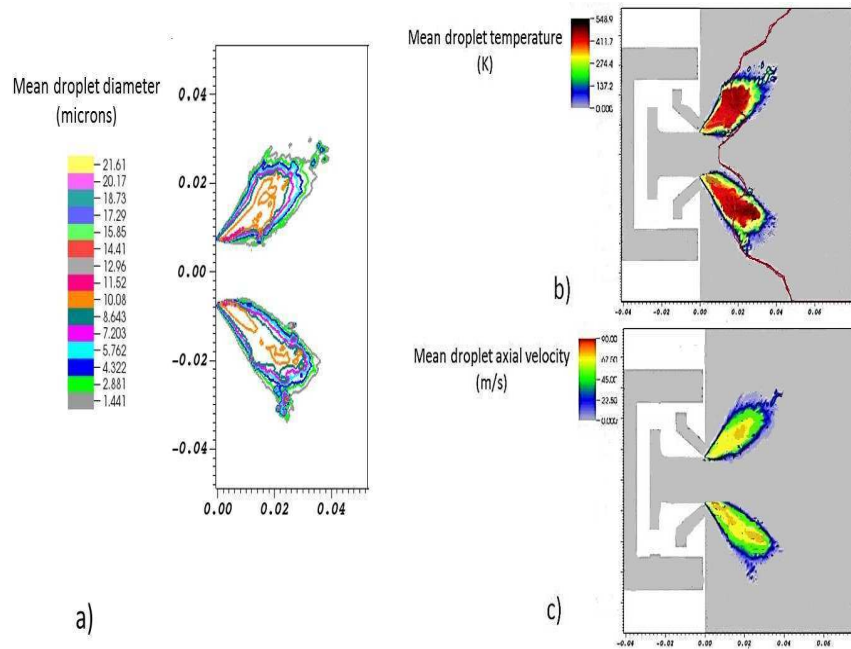 Mean droplet diameter
(microns)
21.61
20.17
18.73
17.29
15.85
14.41
12.96
11.52
10.08
8.643
7.203
5.762
4.322
2.881
1.441
0.04
0.02
0.00
-0.02
-0.04
0.00 0.02 0.04
a)
Mean droplet temperature
(K)
548.9
411.7
274.4
137.2
0.000
-0.04 -0.02 0.00 0.02 0.04 0.06
b)
Mean droplet axial velocity
(m/s)
90.00
67.50
45.00
22.50
0.000
-0.04 -0.02 0.00 0.02 0.04 0.06
c)